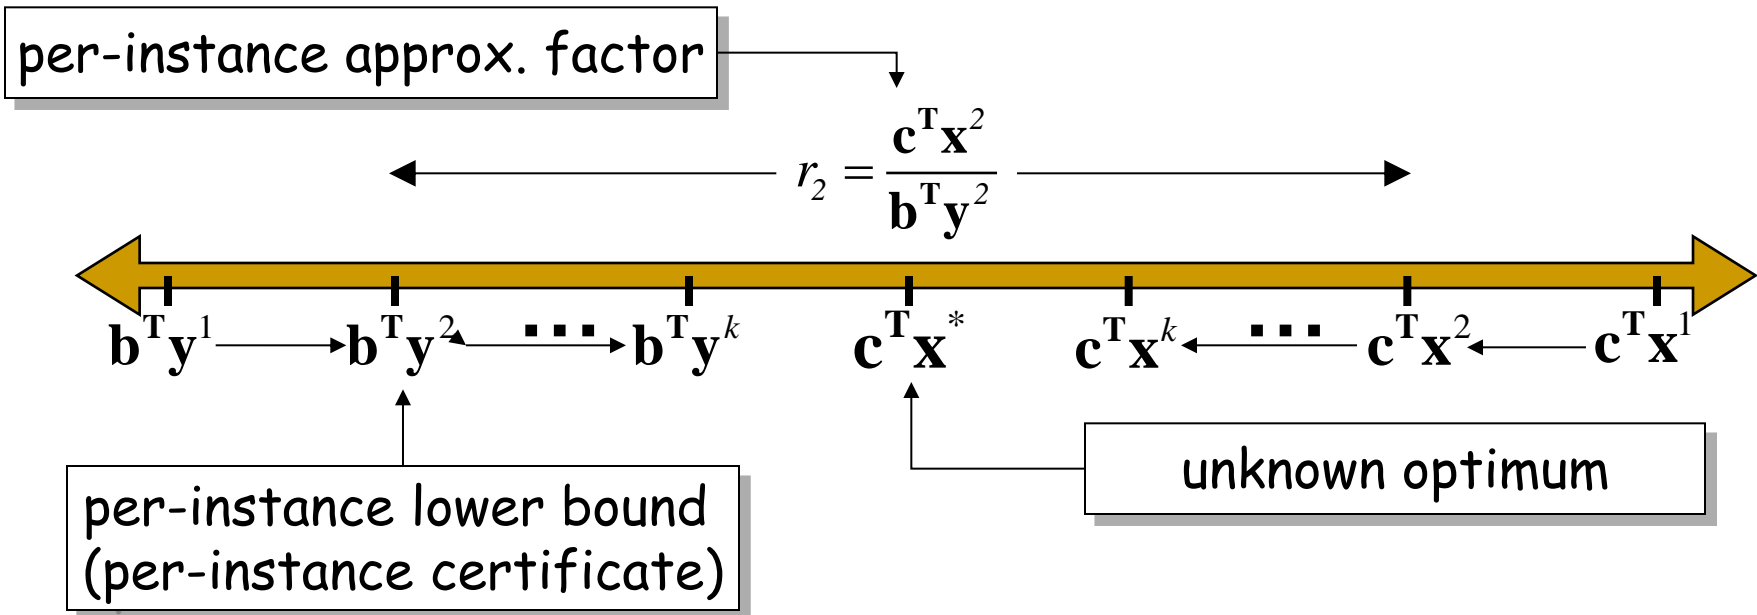 per-instance approx. factor
r₂ = cᵀx² / bᵀy²
bᵀy¹ bᵀy² ... bᵀyᵏ cᵀx* cᵀxᵏ ... cᵀx² cᵀx¹
unknown optimum
per-instance lower bound
(per-instance certificate)